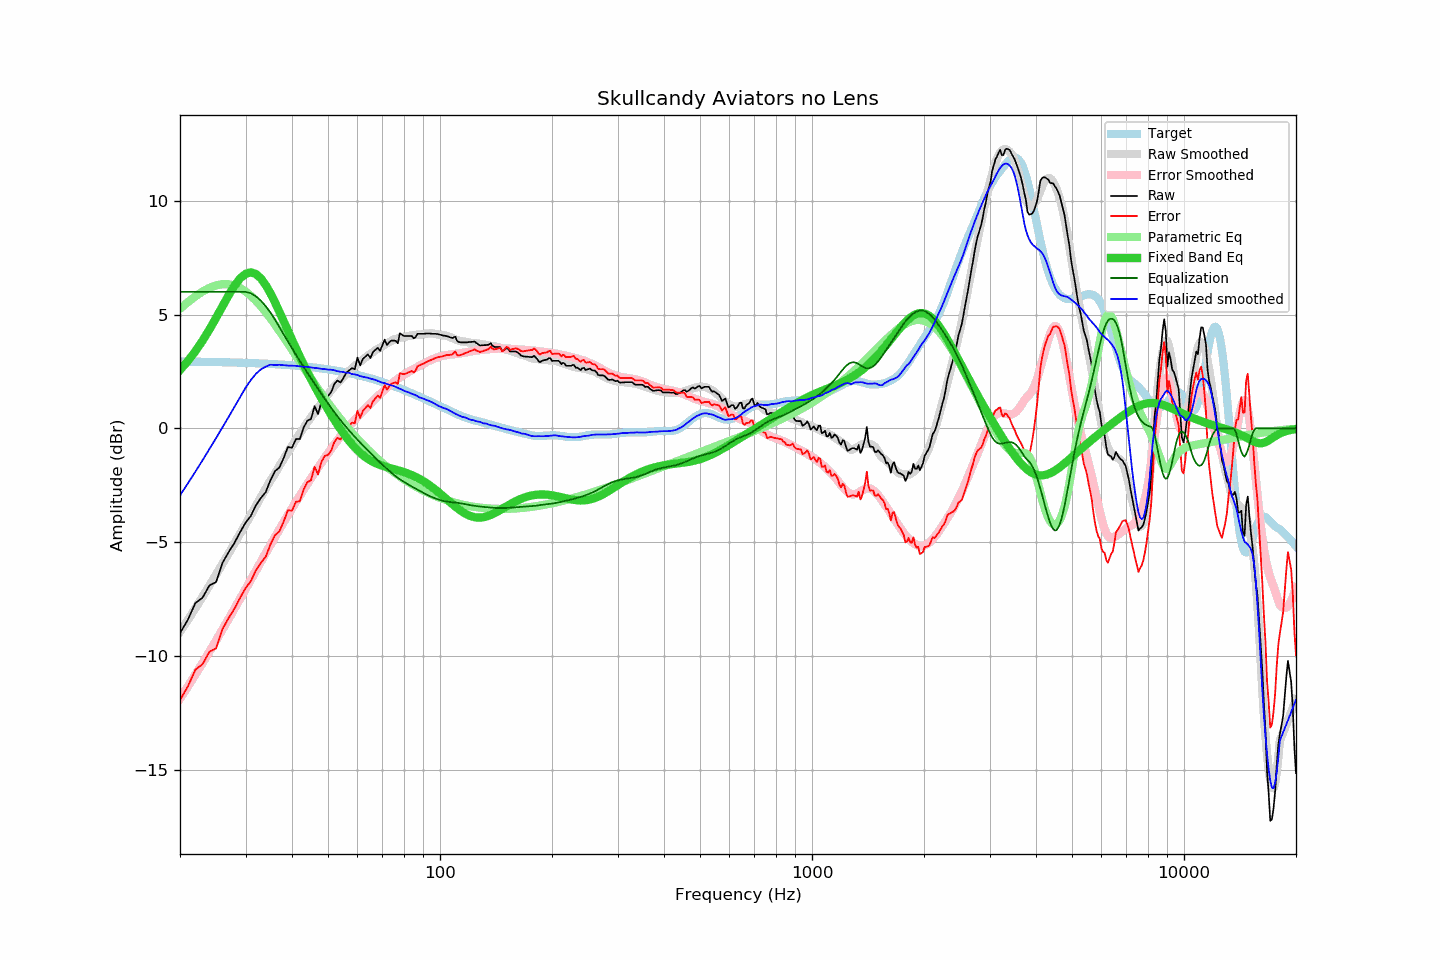 Skullcandy Aviators no Lens
Target
Raw Smoothed
Error Smoothed
Raw
Error
Parametric Eq
Fixed Band Eq
Equalization
Equalized smoothed
10
5
0
−5
−10
−15
Amplitude (dBr)
100
1000
10000
Frequency (Hz)